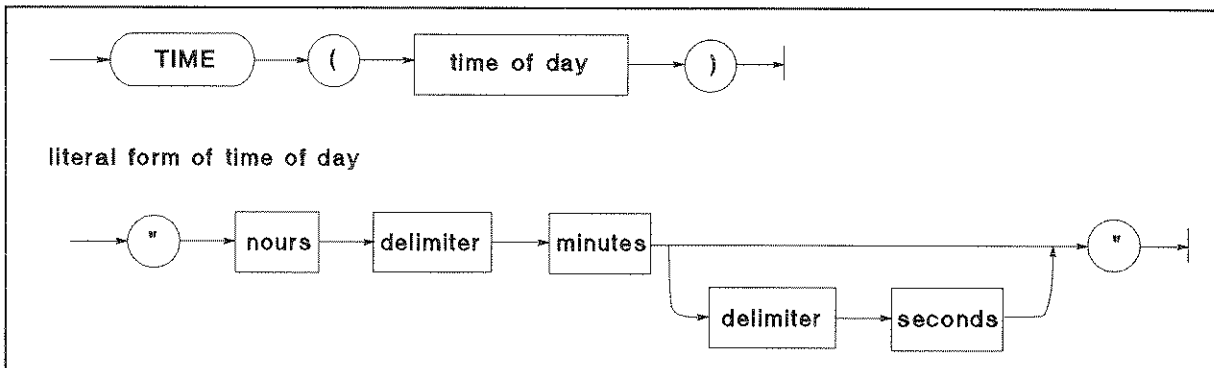 TIME ( time of day )
literal form of time of day
" nours delimiter minutes "
delimiter seconds